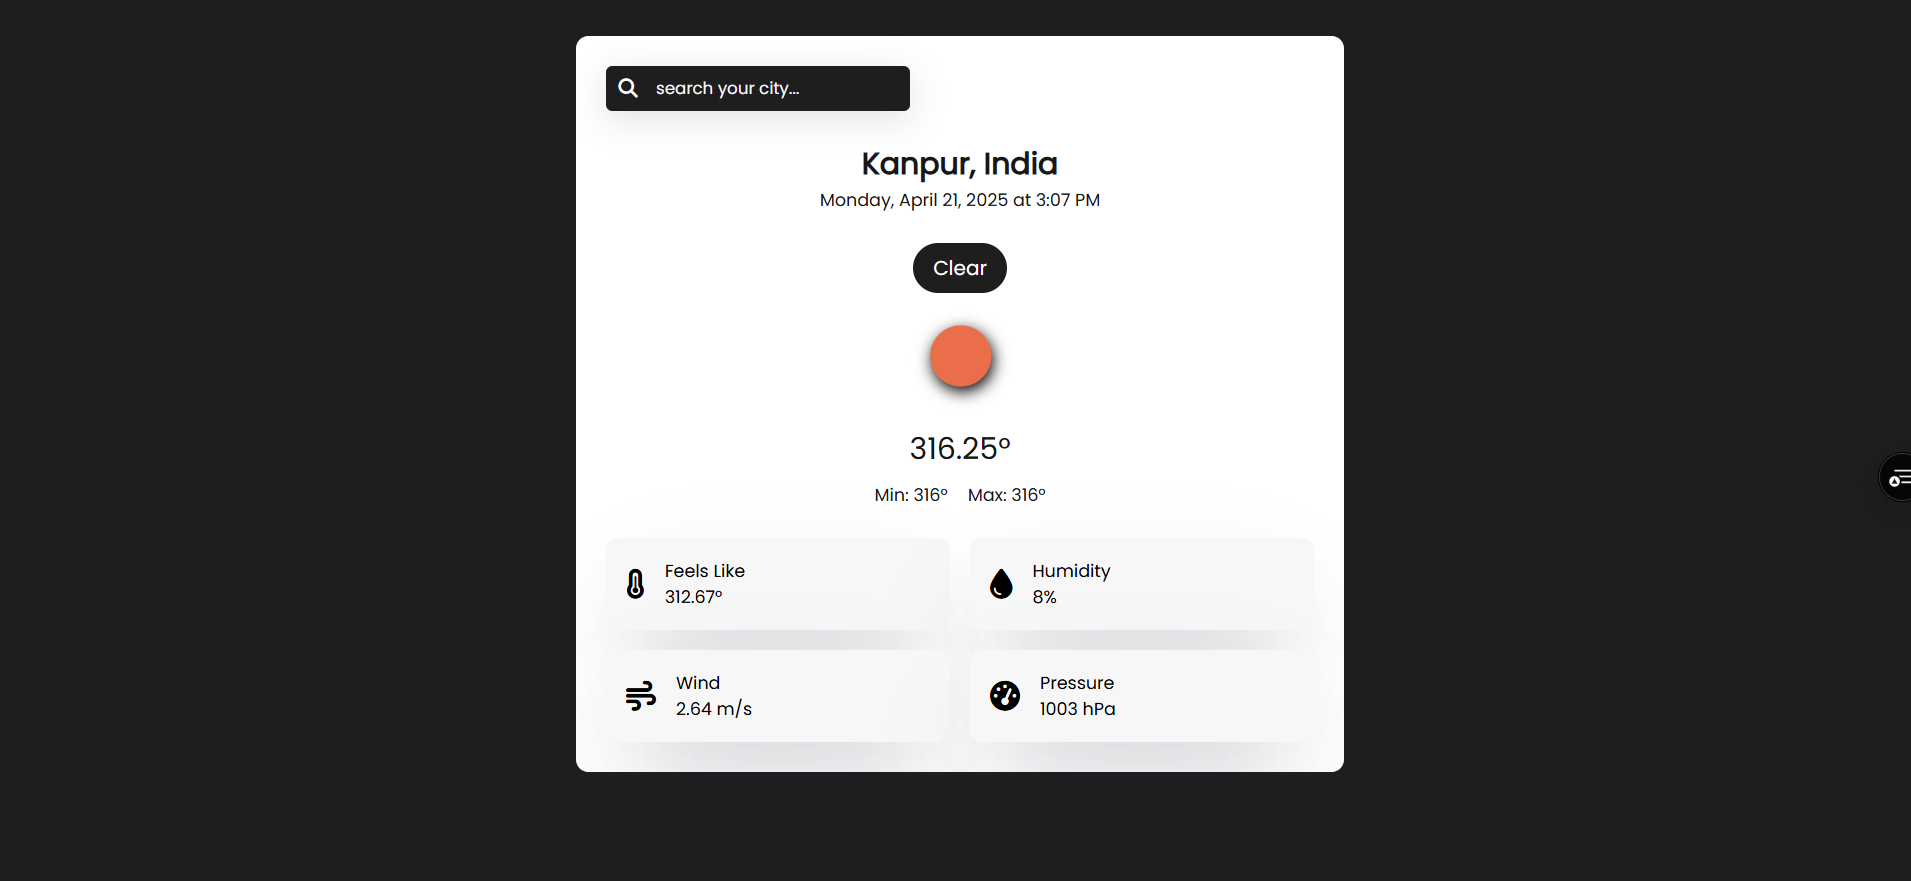 search your city...
Kanpur, India
Monday, April 21, 2025 at 3:07 PM
Clear
316.25°
Min: 316° Max: 316°
Feels Like
312.67°
Humidity
8%
Wind
2.64 m/s
Pressure
1003 hPa